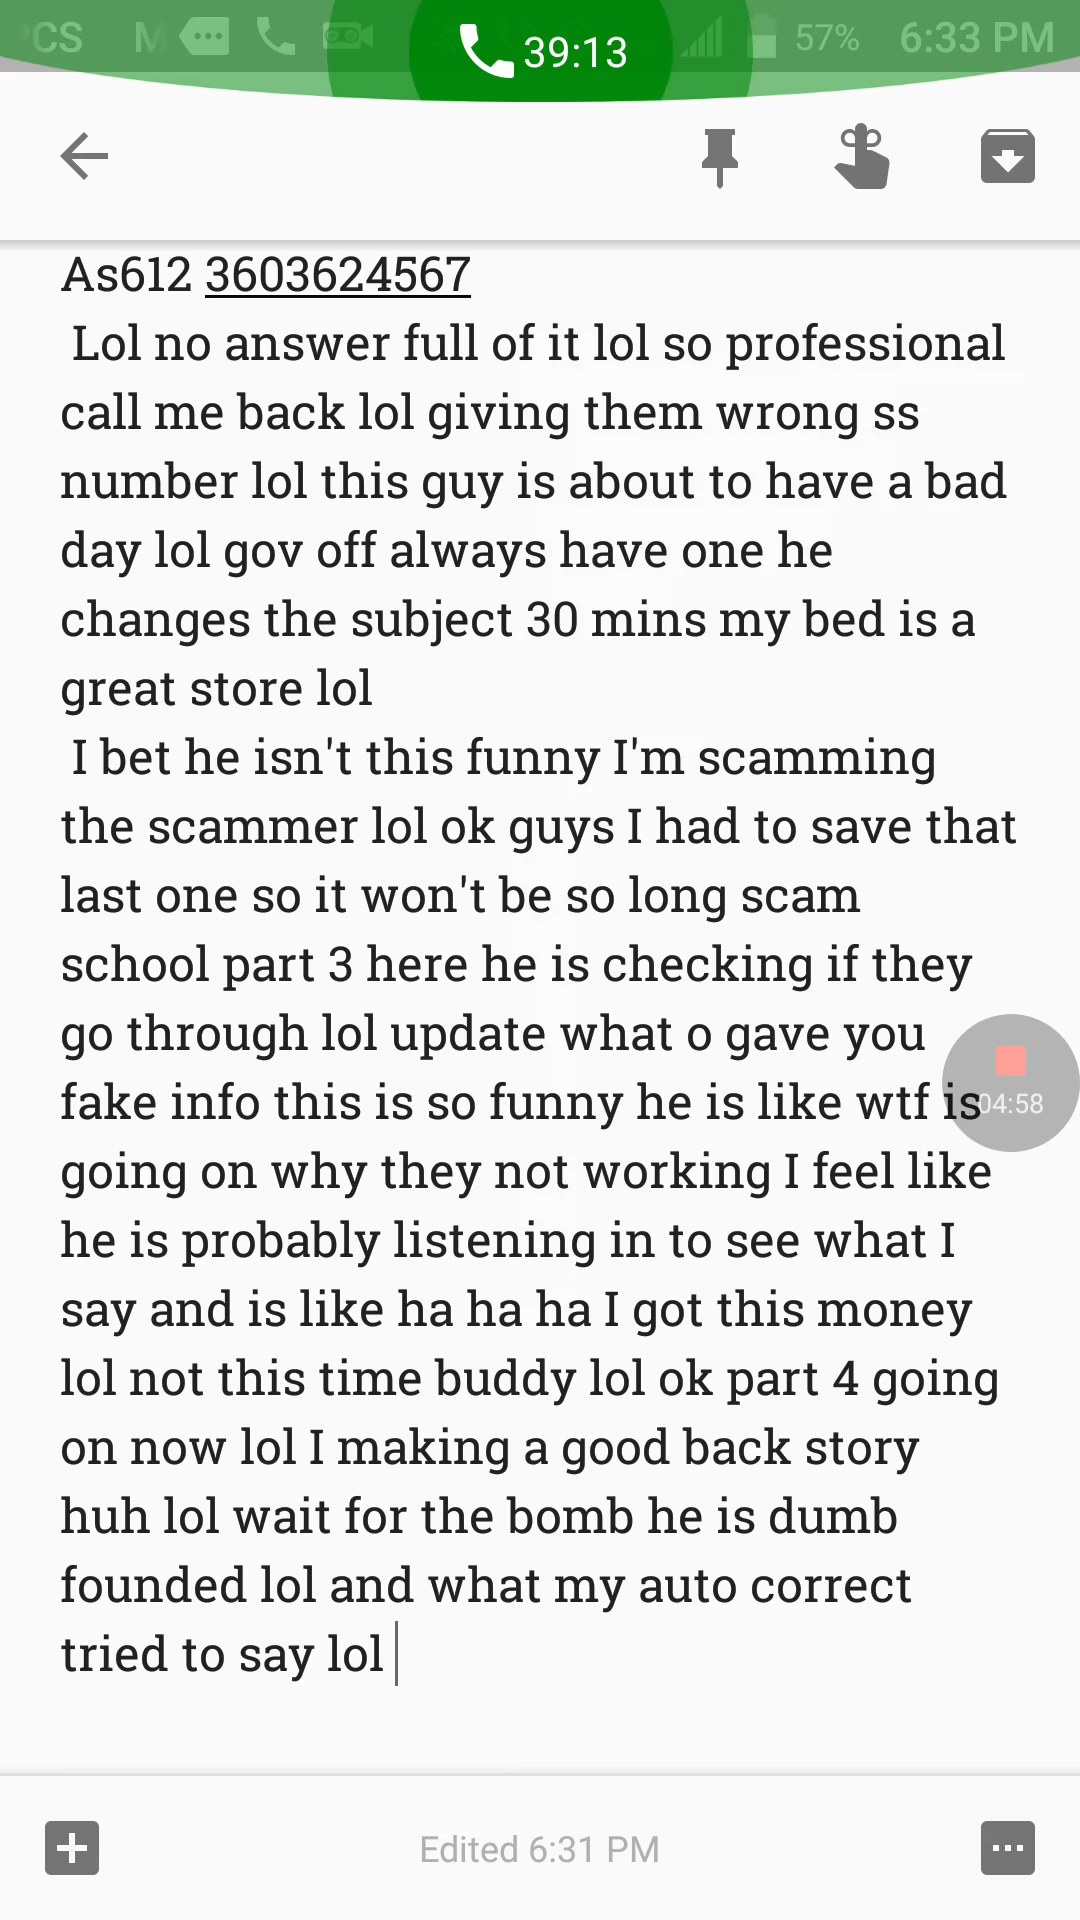 CS M 39:13 57% 6:33 PM
As612 3603624567
Lol no answer full of it lol so professional
call me back lol giving them wrong ss
number lol this guy is about to have a bad
day lol gov off always have one he
changes the subject 30 mins my bed is a
great store lol
I bet he isn't this funny I'm scamming
the scammer lol ok guys I had to save that
last one so it won't be so long scam
school part 3 here he is checking if they
go through lol update what o gave you
fake info this is so funny he is like wtf is
04:58
going on why they not working I feel like
he is probably listening in to see what I
say and is like ha ha ha I got this money
lol not this time buddy lol ok part 4 going
on now lol I making a good back story
huh lol wait for the bomb he is dumb
founded lol and what my auto correct
tried to say lol
Edited 6:31 PM